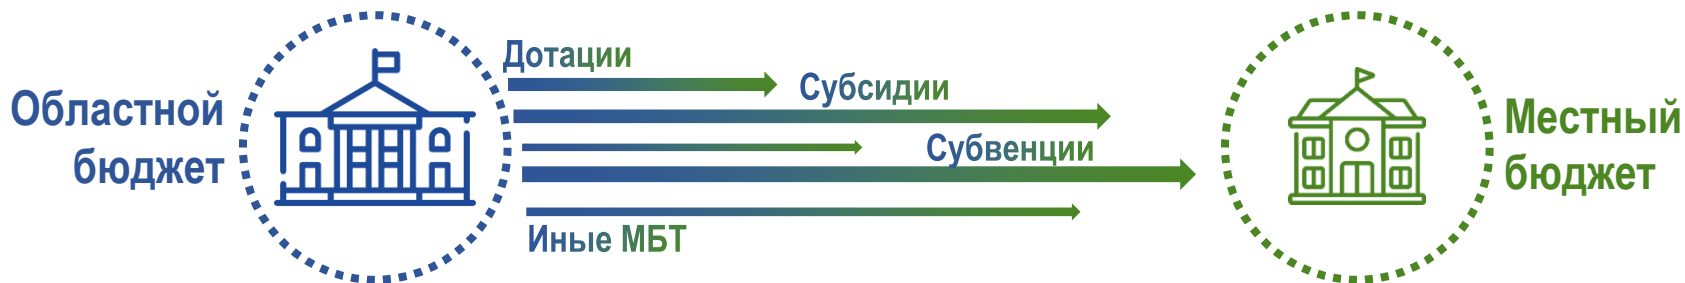 Областной
бюджет
Дотации
Субсидии
Субвенции
Иные МБТ
Местный
бюджет